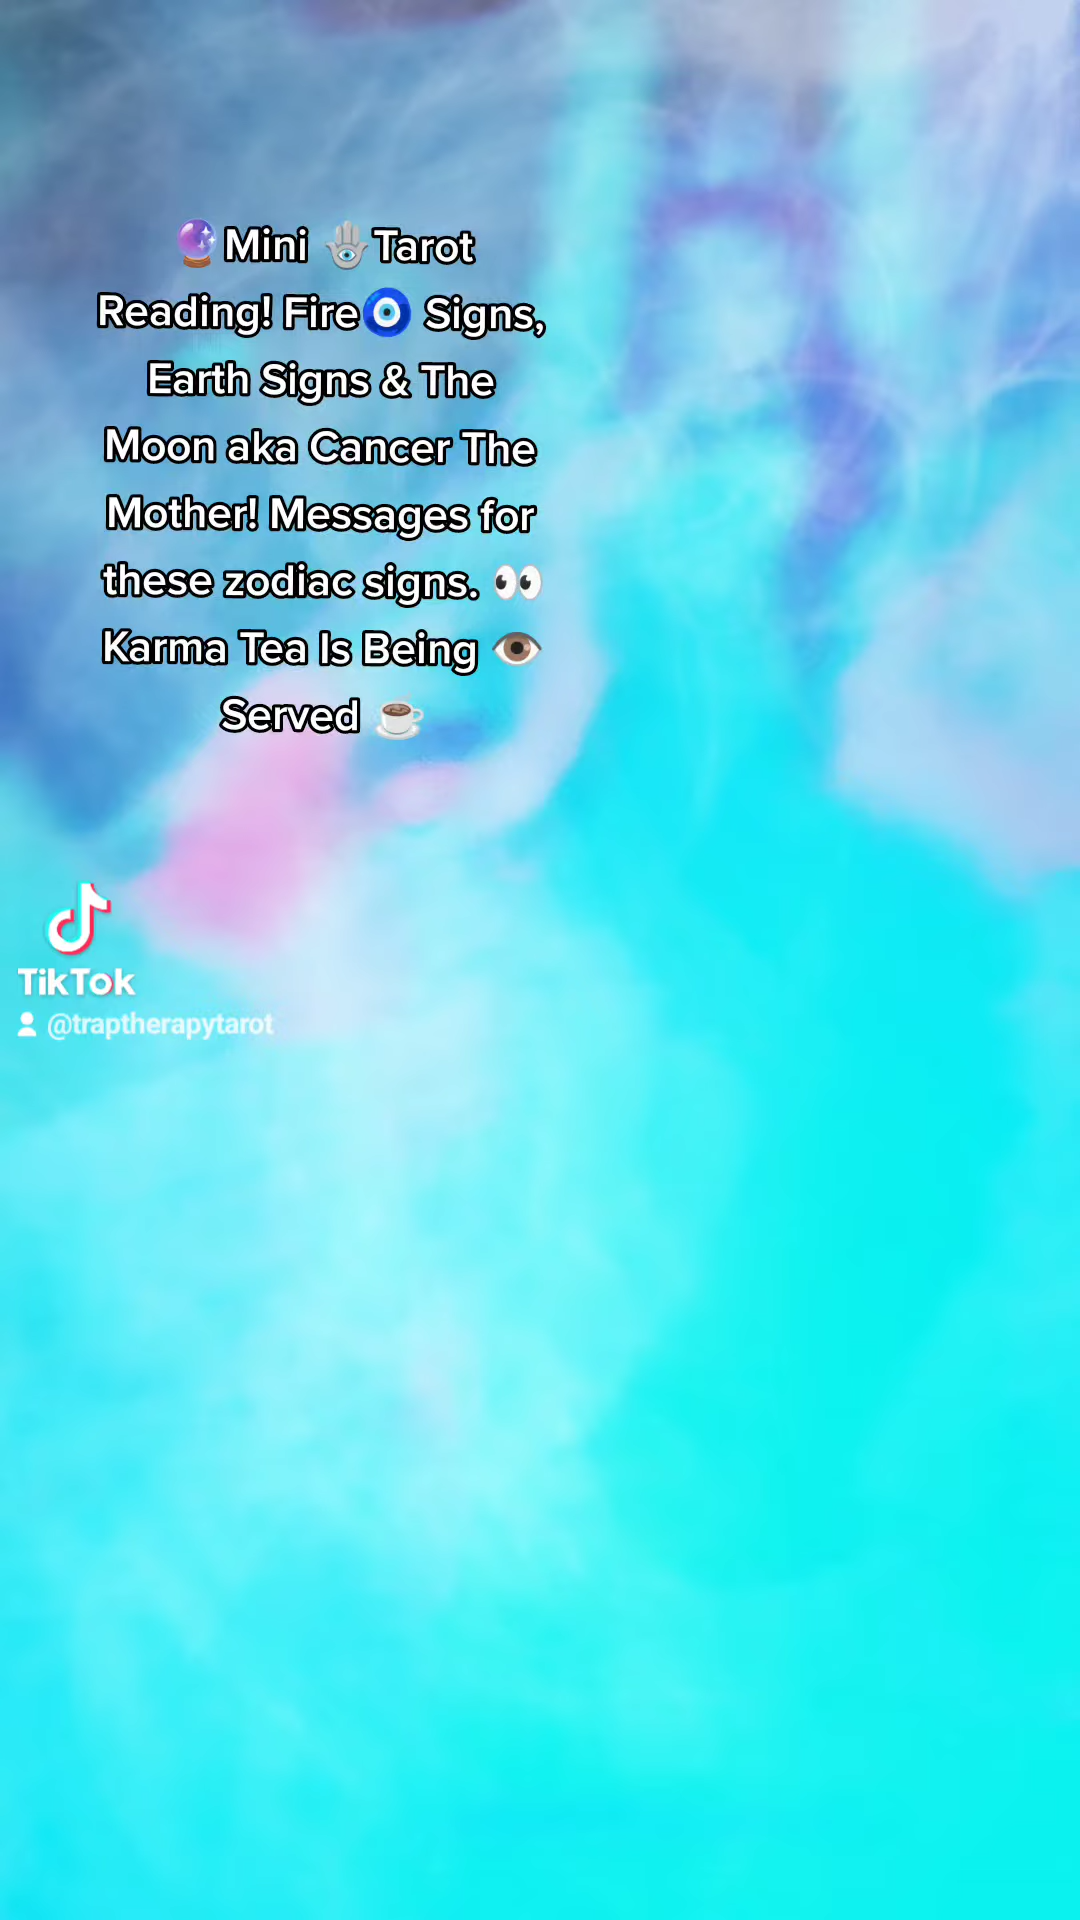 🔮Mini 🪬Tarot
Reading! Fire🧿 Signs,
Earth Signs & The
Moon aka Cancer The
Mother! Messages for
these zodiac signs. 👀
Karma Tea Is Being 👁️
Served ☕
TikTok
@traptherapytarot